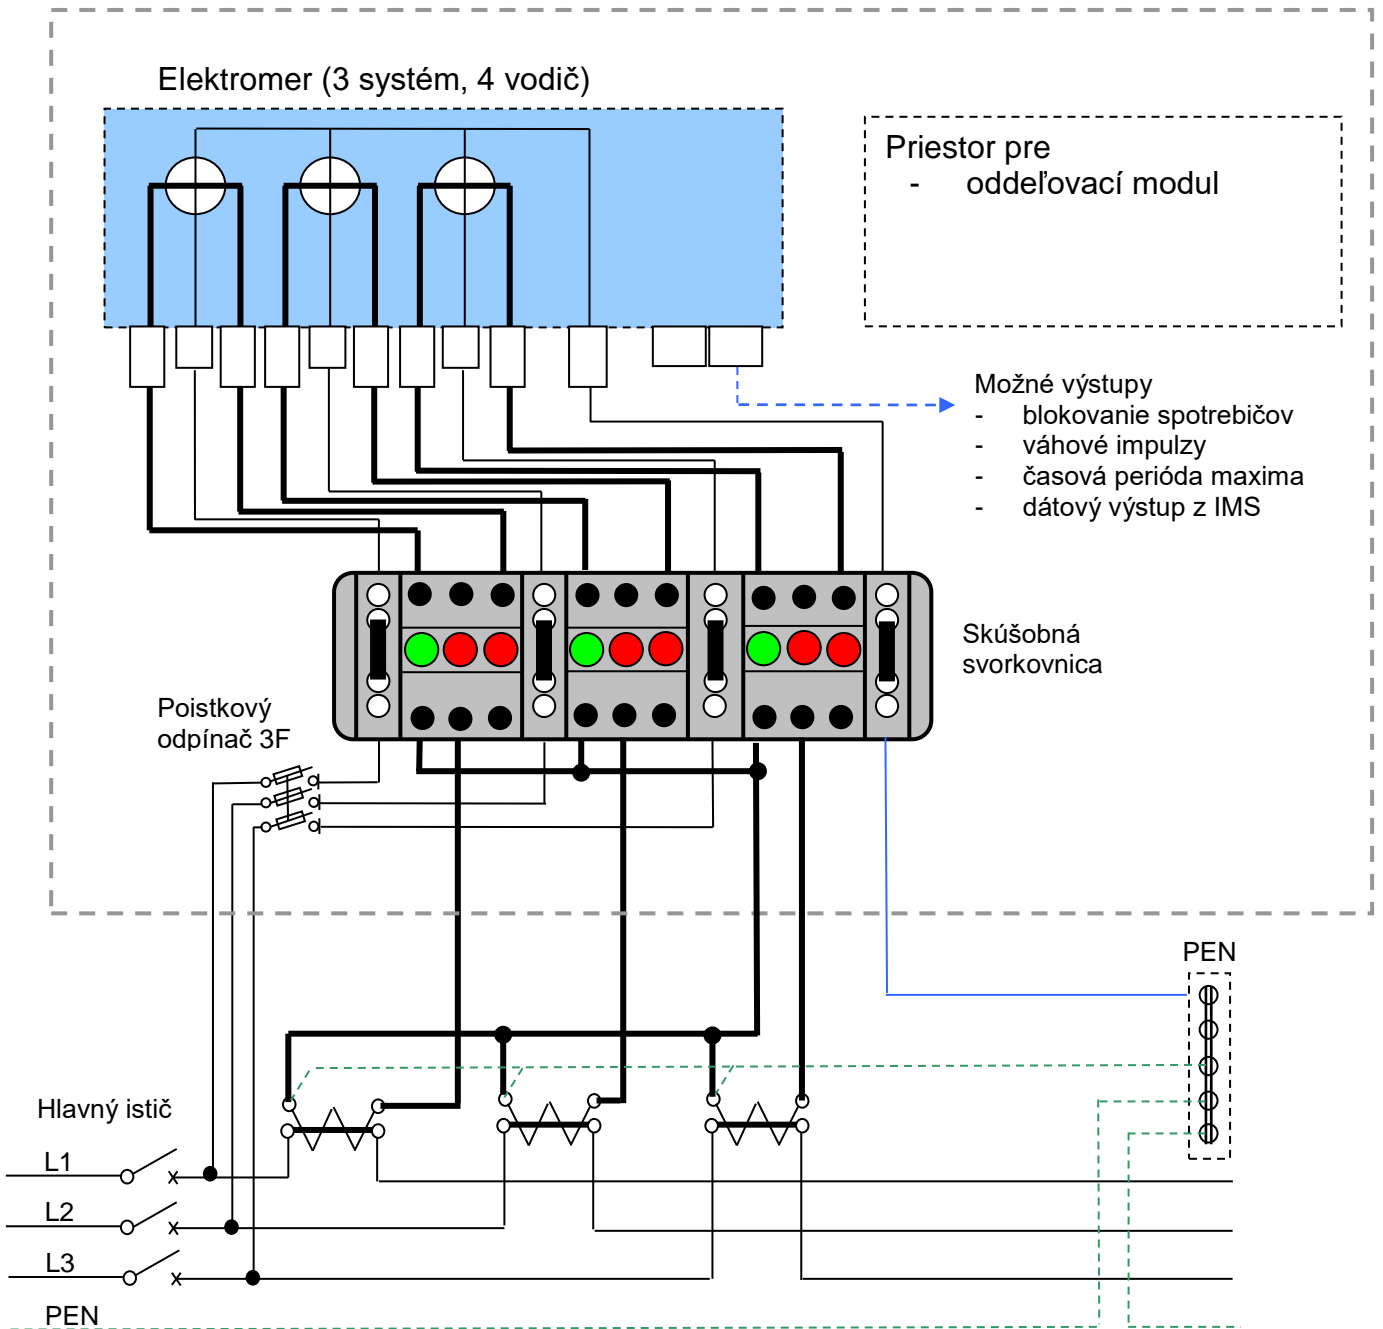 Elektromer (3 systém, 4 vodič)
Priestor pre
- oddeľovací modul
Možné výstupy
- blokovanie spotrebičov
- váhové impulzy
- časová perióda maxima
- dátový výstup z IMS
Skúšobná
svorkovnica
Poistkový
odpínač 3F
PEN
Hlavný istič
L1
L2
L3
PEN